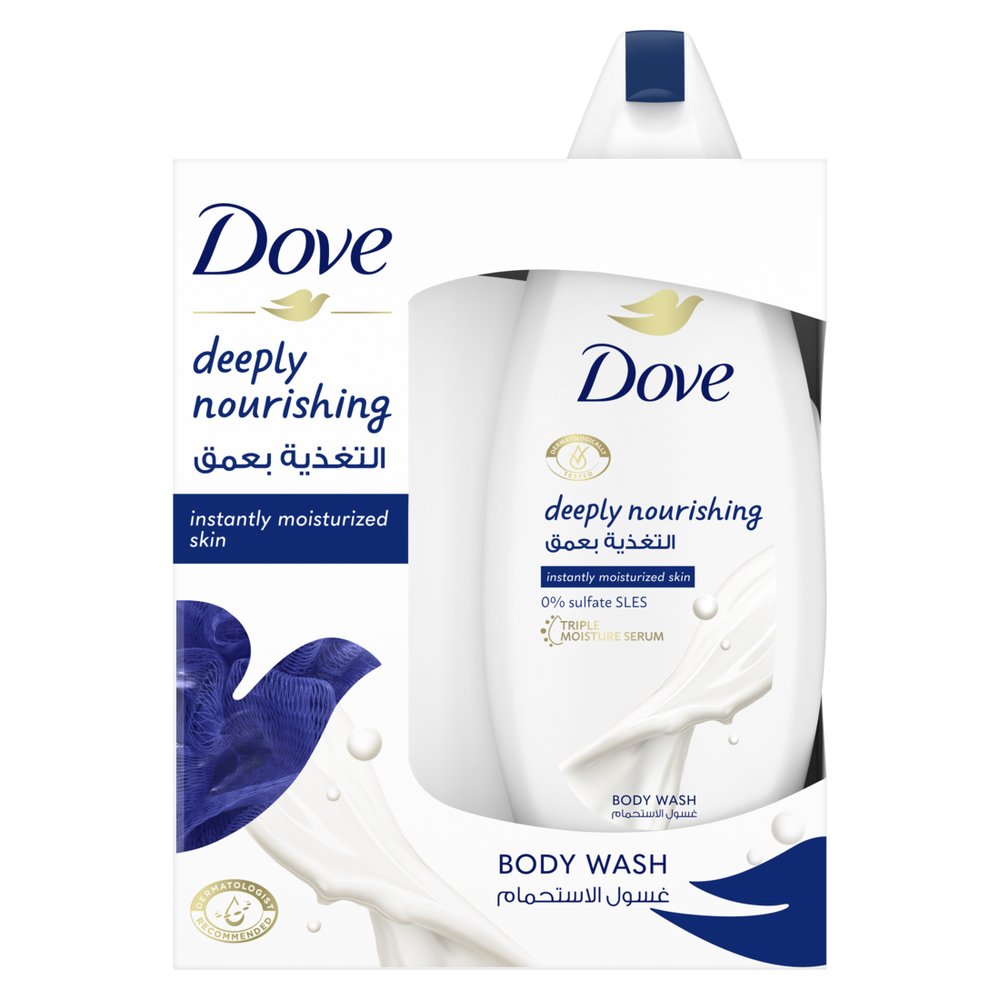 Dove
deeply
nourishing
التغذية بعمق
instantly moisturized
skin
DERMATOLOGIST
RECOMMENDED
Dove
DERMATOLOGICALLY
TESTED
deeply nourishing
التغذية بعمق
instantly moisturized skin
0% sulfate SLES
TRIPLE
MOISTURE SERUM
BODY WASH
غسول الاستحمام
BODY WASH
غسول الاستحمام